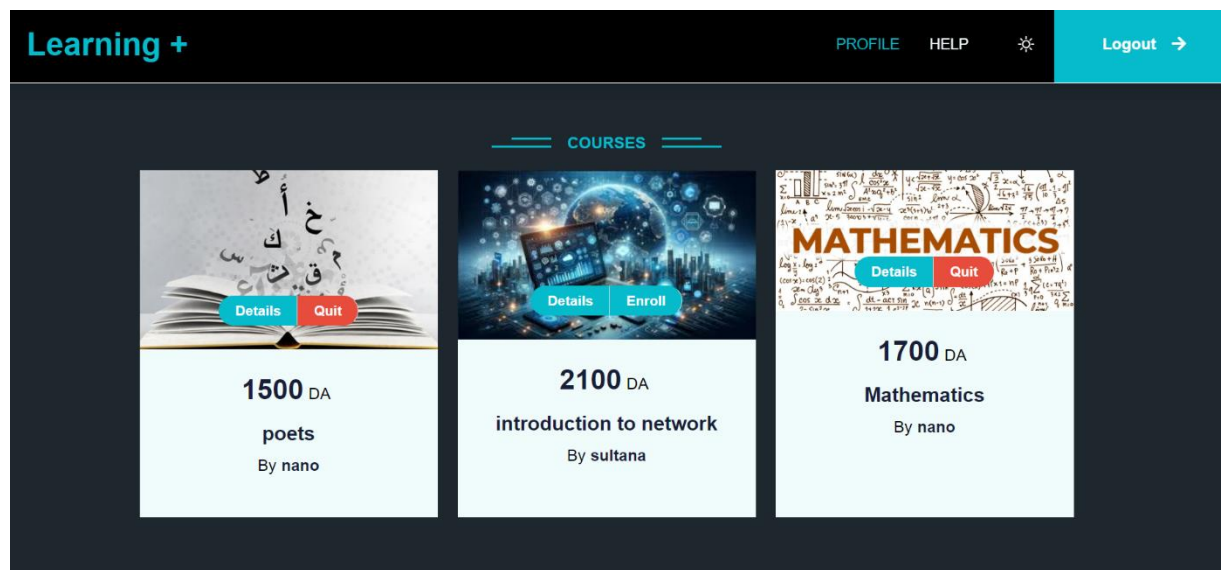 Learning +
PROFILE HELP Logout →
COURSES
أ
خ
ك
م
س
ث
ق
Details Quit
1500 DA
poets
By nano
Details Enroll
2100 DA
introduction to network
By sultana
MATHEMATICS
Details Quit
1700 DA
Mathematics
By nano